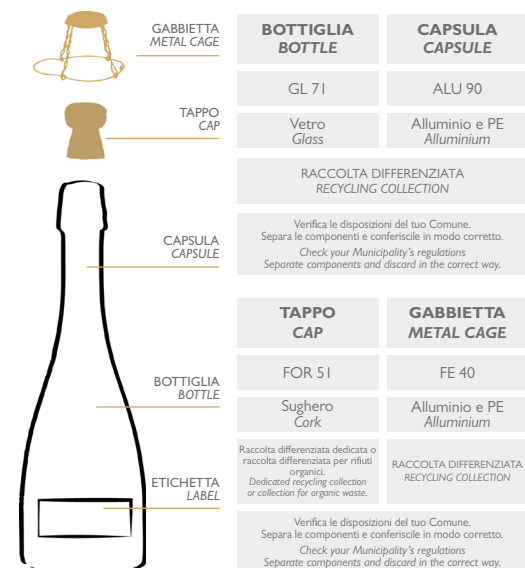 GABBIETTA
METAL CAGE
TAPPO
CAP
CAPSULA
CAPSULE
BOTTIGLIA
BOTTLE
ETICHETTA
LABEL
BOTTIGLIA
BOTTLE
CAPSULA
CAPSULE
GL 71
ALU 90
Vetro
Glass
Alluminio e PE
Alluminium
RACCOLTA DIFFERENZIATA
RECYCLING COLLECTION
Verifica le disposizioni del tuo Comune.
Separa le componenti e conferiscile in modo corretto.
Check your Municipality's regulations
Separate components and discard in the correct way.
TAPPO
CAP
GABBIETTA
METAL CAGE
FOR 51
FE 40
Sughero
Cork
Alluminio e PE
Alluminium
Raccolta differenziata dedicata o
raccolta differenziata per rifiuti
organici.
Dedicated recycling collection
or collection for organic waste.
RACCOLTA DIFFERENZIATA
RECYCLING COLLECTION
Verifica le disposizioni del tuo Comune.
Separa le componenti e conferiscile in modo corretto.
Check your Municipality's regulations
Separate components and discard in the correct way.